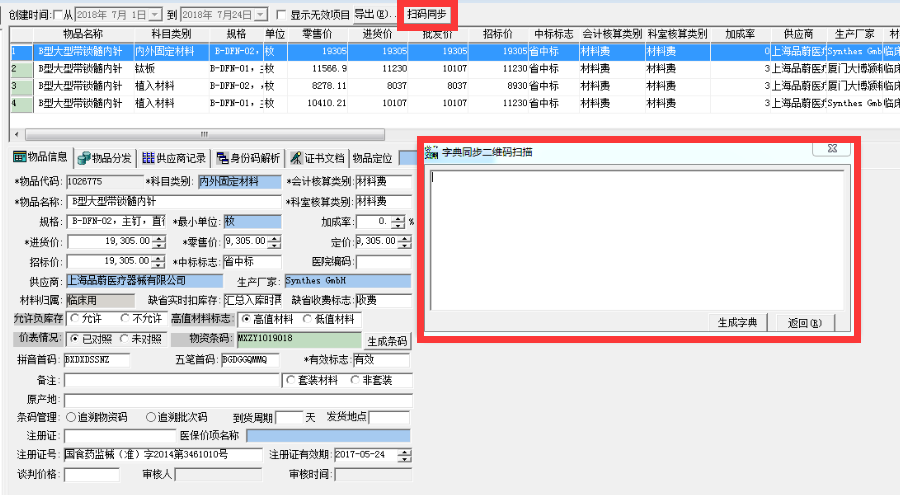 创建时间: 从 2018年 7月 1日 到 2018年 7月24日 显示无效项目 导出(E)... 扫码同步
物品名称 科目类别 规格 单位 零售价 进货价 批发价 招标价 中标标志 会计核算类别 科室核算类别 加成率 供应商 生产厂家 材
1 B型大型带锁髓内针 内外固定材料 B-DFN-02, 枚 19305 19305 19305 19305 省中标 材料费 材料费 0 上海品蔚医疗 Synthes GmbH 临床
2 B型大型带锁髓内针 钛板 B-DFN-01, 枚 11566.9 11230 10107 11230 省中标 材料费 材料费 3 上海品蔚医疗 厦门大博颖精 临床
3 B型大型带锁髓内针 植入材料 B-DFN-02, 枚 8278.11 8037 8037 8930 省中标 材料费 材料费 3 上海品蔚医疗 厦门大博颖精 临床
4 B型大型带锁髓内针 植入材料 B-DFN-01, 枚 10410.21 10107 10107 11230 省中标 材料费 材料费 3 上海品蔚医疗 Synthes GmbH 临床
物品信息 物品分发 供应商记录 身份码解析 证书文档 物品定位
字典同步二维码扫描
*物品代码: 1026775 *科目类别: 内外固定材料 *会计核算类别: 材料费
*物品名称: B型大型带锁髓内针 *科室核算类别: 材料费
规格: B-DFN-02, 主钉, 直径 *最小单位: 枚 加成率: 0. %
*进货价: 19,305.00 *零售价: 9,305.00 定价: 9,305.00
招标价: 19,305.00 *中标标志: 省中标 医院编码:
供应商: 上海品蔚医疗器械有限公司 生产厂家: Synthes GmbH
材料归属: 临床用 缺省实时扣库存: 汇总入库时再 缺省收费标志: 收费
允许负库存 允许 不允许 高值材料标志: 高值材料 低值材料
生成字典 返回(R)
价表情况: 已对照 未对照 物资条码: WXZY1019018 生成条码
拼音首码: BXDXDSSNZ 五笔首码: BGDGGQMMQ *有效标志: 有效
备注: 套装材料 非套装
原产地:
条码管理: 追溯物资码 追溯批次码 到货周期 天 发货地点
注册证: 医保价项名称
注册证号: 国食药监械(准)字2014第3461010号 注册证有效期: 2017-05-24
谈判价格: 审核人 审核时间: